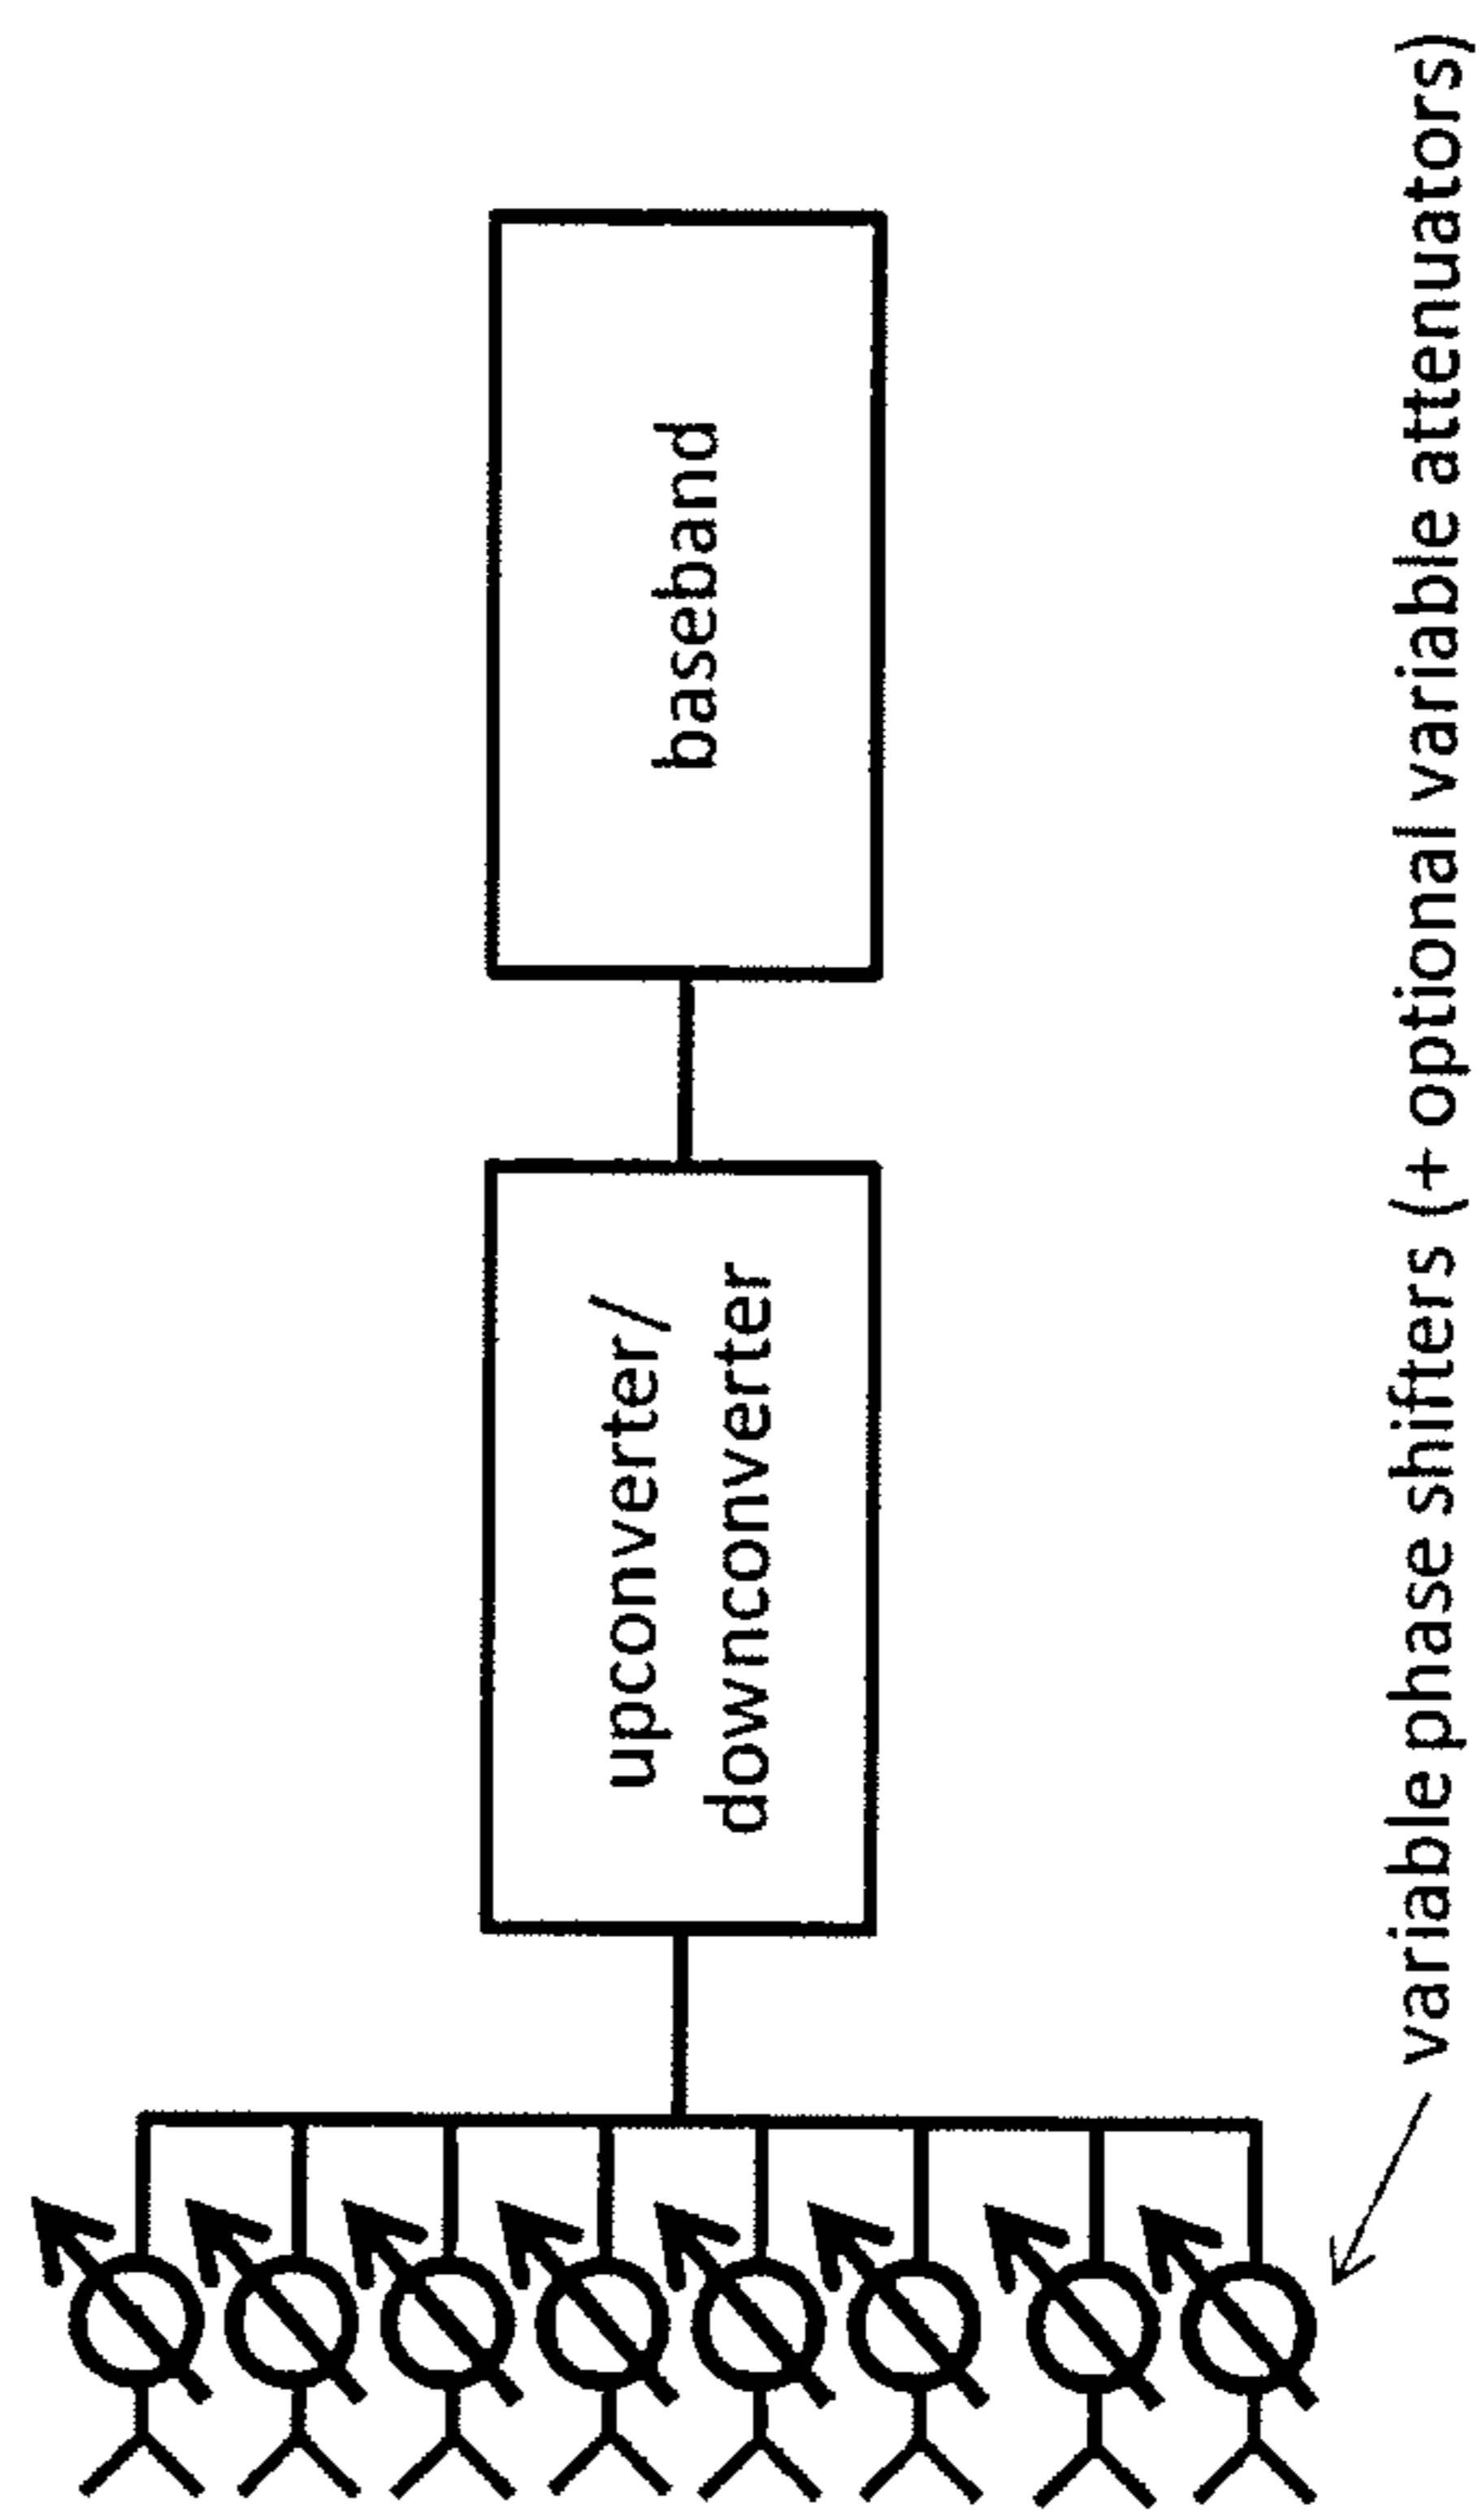 upconverter/
downconverter
baseband
variable phase shifters (+ optional variable attenuators)